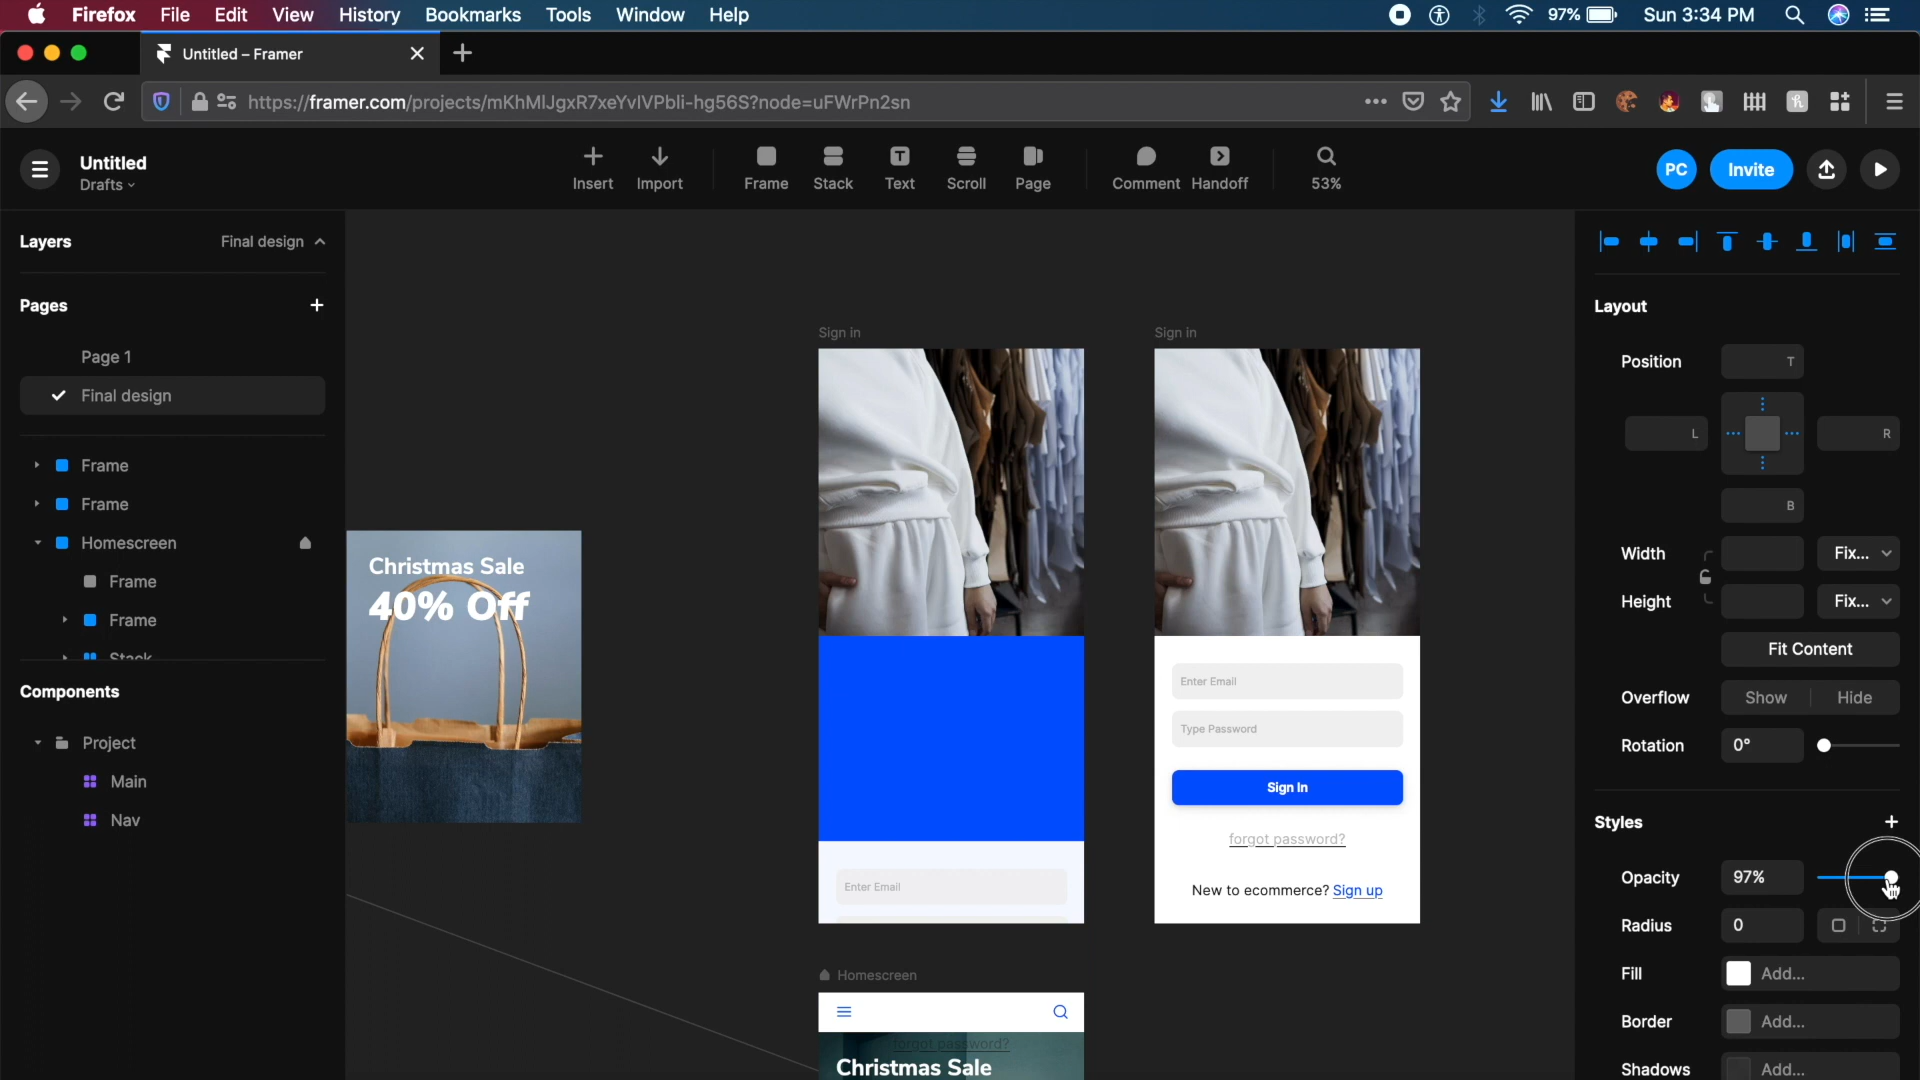 Firefox File Edit View History Bookmarks Tools Window Help 97% Sun 3:34 PM
Untitled – Framer
https://framer.com/projects/mKhMIJgxR7xeYvIVPbli-hg56S?node=uFWrPn2sn
Untitled
Drafts
Insert Import Frame Stack Text Scroll Page Comment Handoff 53%
PC Invite
Layers Final design
Pages
Page 1
Final design
Frame
Frame
Homescreen
Frame
Frame
Stack
Components
Project
Main
Nav
Christmas Sale
40% Off
Sign in
Enter Email
Sign in
Enter Email
Type Password
Sign In
forgot password?
New to ecommerce? Sign up
Homescreen
forgot password?
Christmas Sale
Layout
Position T
L R
B
Width Fix...
Height Fix...
Fit Content
Overflow Show Hide
Rotation 0°
Styles
Opacity 97%
Radius 0
Fill Add...
Border Add...
Shadows Add...